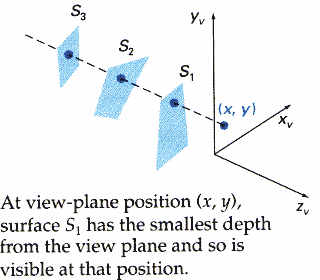 S3
yv
S2
S1
(x, y)
xv
zv
At view-plane position (x, y),
surface S1 has the smallest depth
from the view plane and so is
visible at that position.